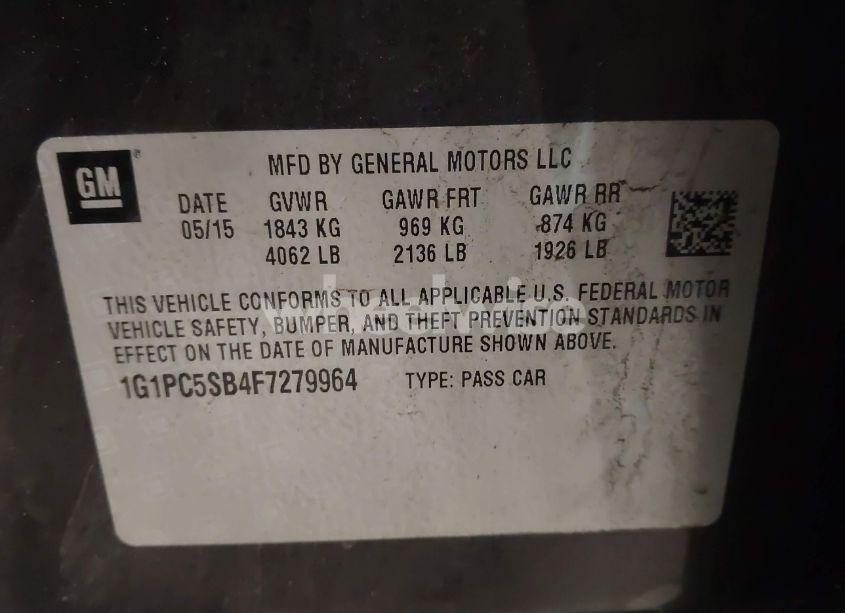 GM
MFD BY GENERAL MOTORS LLC
DATE GVWR GAWR FRT GAWR RR
05/15 1843 KG 969 KG 874 KG
4062 LB 2136 LB 1926 LB
THIS VEHICLE CONFORMS TO ALL APPLICABLE U.S. FEDERAL MOTOR
VEHICLE SAFETY, BUMPER, AND THEFT PREVENTION STANDARDS IN
EFFECT ON THE DATE OF MANUFACTURE SHOWN ABOVE.
1G1PC5SB4F7279964 TYPE: PASS CAR